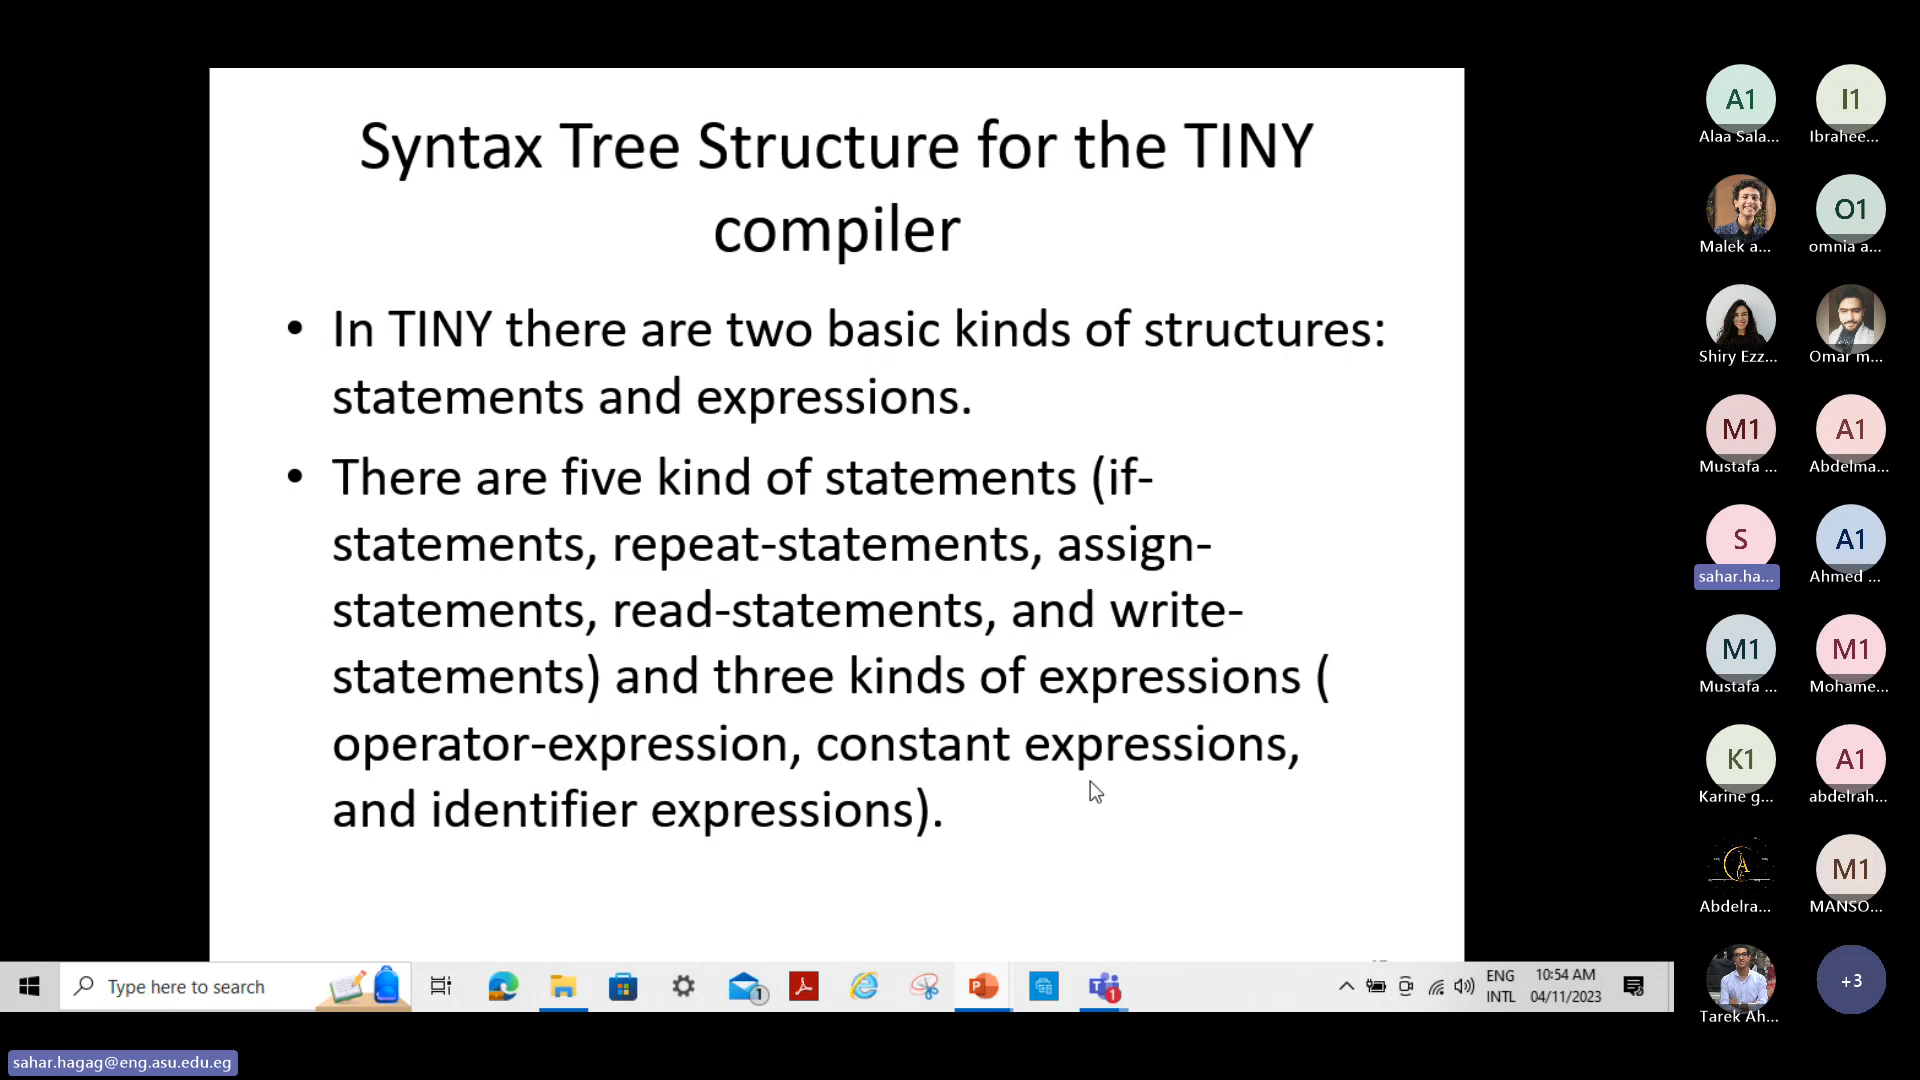 Syntax Tree Structure for the TINY
compiler
• In TINY there are two basic kinds of structures:
statements and expressions.
• There are five kind of statements (if-
statements, repeat-statements, assign-
statements, read-statements, and write-
statements) and three kinds of expressions (
operator-expression, constant expressions,
and identifier expressions).
A1
Alaa Sala...
I1
Ibrahee...
Malek a...
O1
omnia a...
Shiry Ezz...
Omar m...
M1
Mustafa ...
A1
Abdelma...
S
sahar.ha...
A1
Ahmed ...
M1
Mustafa ...
M1
Mohame...
K1
Karine g...
A1
abdelrah...
A
Abdelra...
M1
MANSO...
Tarek Ah...
+3
Type here to search
1
P
1
ENG
INTL
10:54 AM
04/11/2023
sahar.hagag@eng.asu.edu.eg